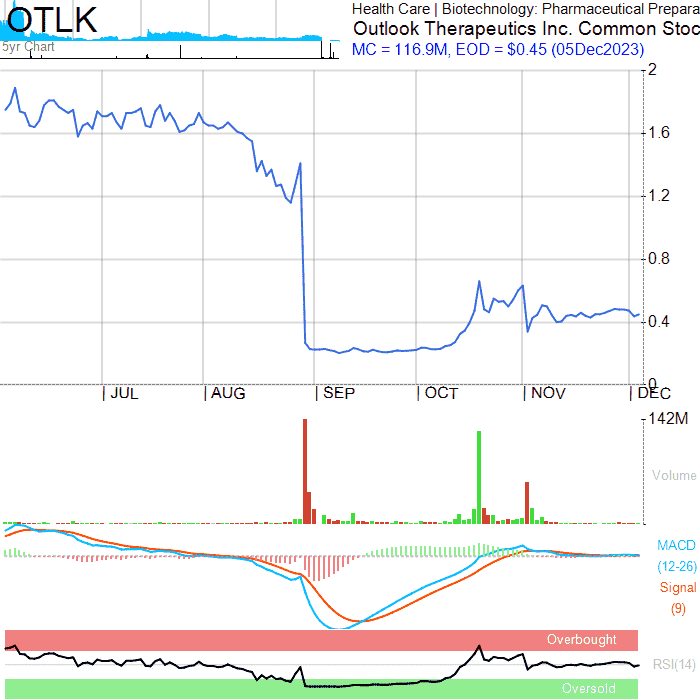 OTLK
Health Care | Biotechnology: Pharmaceutical Prepara
Outlook Therapeutics Inc. Common Stoc
MC = 116.9M, EOD = $0.45 (05Dec2023)
5yr Chart
2
1.6
1.2
0.8
0.4
0
|JUL |AUG |SEP |OCT |NOV |DEC
142M
Volume
MACD
(12-26)
Signal
(9)
Overbought
RSI(14)
Oversold